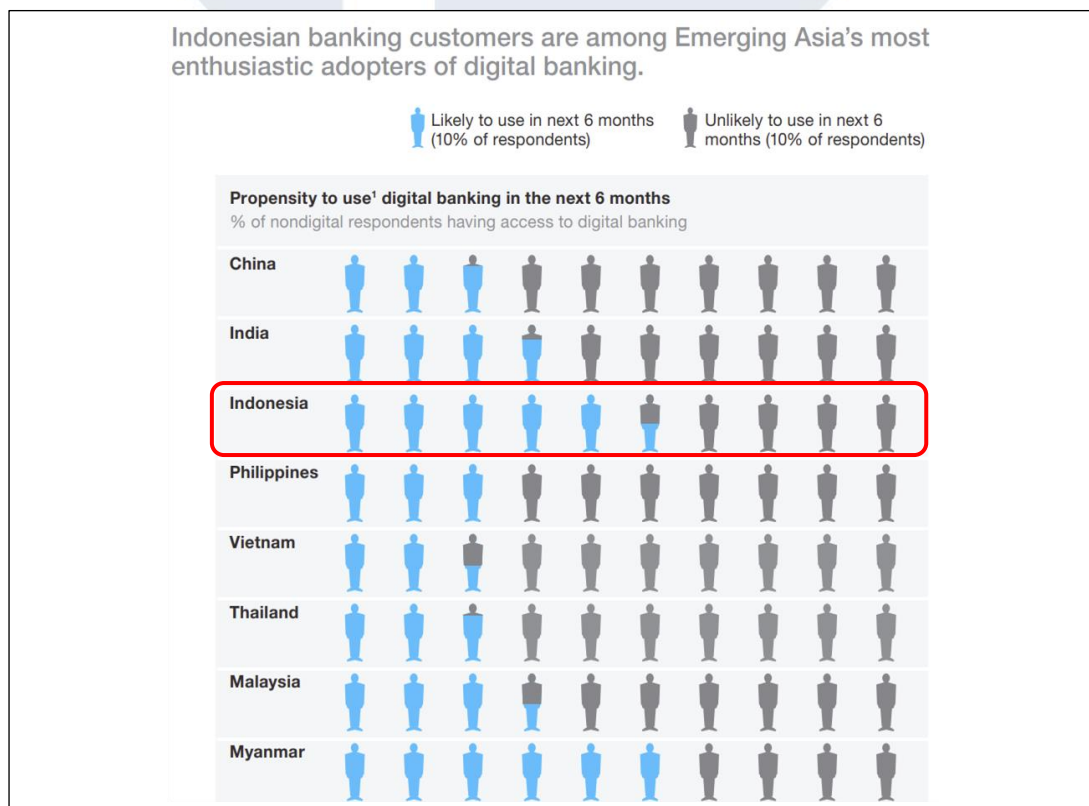 Indonesian banking customers are among Emerging Asia's most
enthusiastic adopters of digital banking.
Likely to use in next 6 months
(10% of respondents)
Unlikely to use in next 6
months (10% of respondents)
Propensity to use¹ digital banking in the next 6 months
% of nondigital respondents having access to digital banking
China
India
Indonesia
Philippines
Vietnam
Thailand
Malaysia
Myanmar